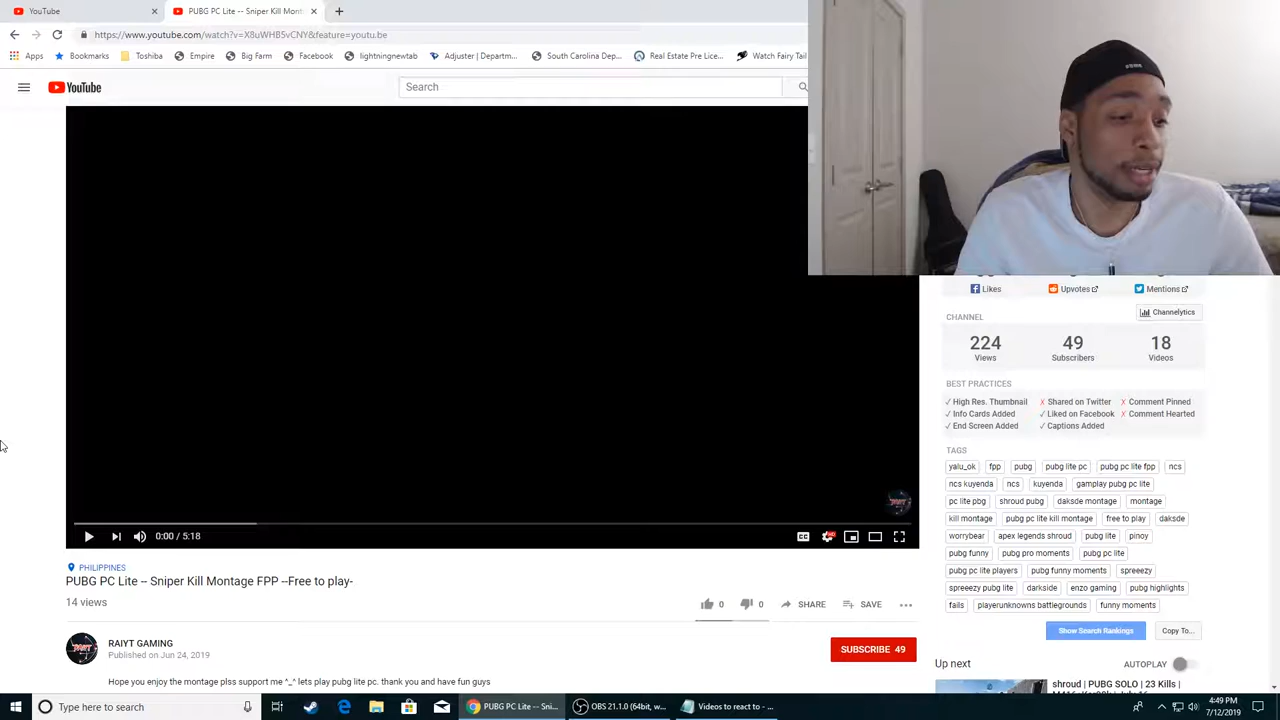 YouTube
PUBG PC Lite -- Sniper Kill Mont
https://www.youtube.com/watch?v=X8uWHB5vCNY&feature=youtu.be
Apps Bookmarks Toshiba Empire Big Farm Facebook lightningnewtab Adjuster | Departm... South Carolina Dep... Real Estate Pre Lice... Watch Fairy Tail
YouTube
Search
Likes Upvotes Mentions
CHANNEL
Channelytics
224 49 18
Views Subscribers Videos
BEST PRACTICES
✓ High Res. Thumbnail ✗ Shared on Twitter ✗ Comment Pinned
✓ Info Cards Added ✓ Liked on Facebook ✗ Comment Hearted
✓ End Screen Added ✓ Captions Added
TAGS
yalu_ok fpp pubg pubg lite pc pubg pc lite fpp ncs
ncs kuyenda ncs kuyenda gamplay pubg pc lite
pc lite pbg shroud pubg daksde montage montage
kill montage pubg pc lite kill montage free to play daksde
worrybear apex legends shroud pubg lite pinoy
pubg funny pubg pro moments pubg pc lite
pubg pc lite players pubg funny moments spreeezy
spreeezy pubg lite darkside enzo gaming pubg highlights
fails playerunknowns battlegrounds funny moments
Show Search Rankings Copy To...
0:00 / 5:18
PHILIPPINES
PUBG PC Lite -- Sniper Kill Montage FPP --Free to play-
14 views
0 0 SHARE SAVE
RAIYT GAMING
Published on Jun 24, 2019
SUBSCRIBE 49
Hope you enjoy the montage plss support me ^_^ lets play pubg lite pc. thank you and have fun guys
Up next
AUTOPLAY
shroud | PUBG SOLO | 23 Kills |
Type here to search
PUBG PC Lite -- Sni...
OBS 21.1.0 (64bit, w...
Videos to react to - ...
4:49 PM
7/12/2019